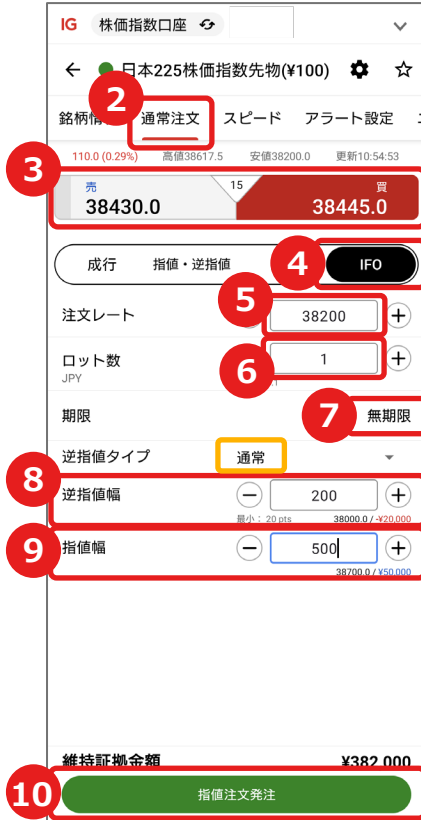 IG 株価指数口座
日本225株価指数先物(¥100)
2
銘柄情 通常注文 スピード アラート設定
110.0 (0.29%) 高値38617.5 安値38200.0 更新10:54:53
3
売 15 買
38430.0 38445.0
成行 指値・逆指値 4 IFO
5
注文レート 38200
ロット数 6 1
JPY
期限 7 無期限
逆指値タイプ 通常
8
逆指値幅 200
最小： 20 pts 38000.0 / -¥20,000
9
指値幅 500
38700.0 / ¥50,000
維持証拠金額 ¥382,000
10
指値注文発注